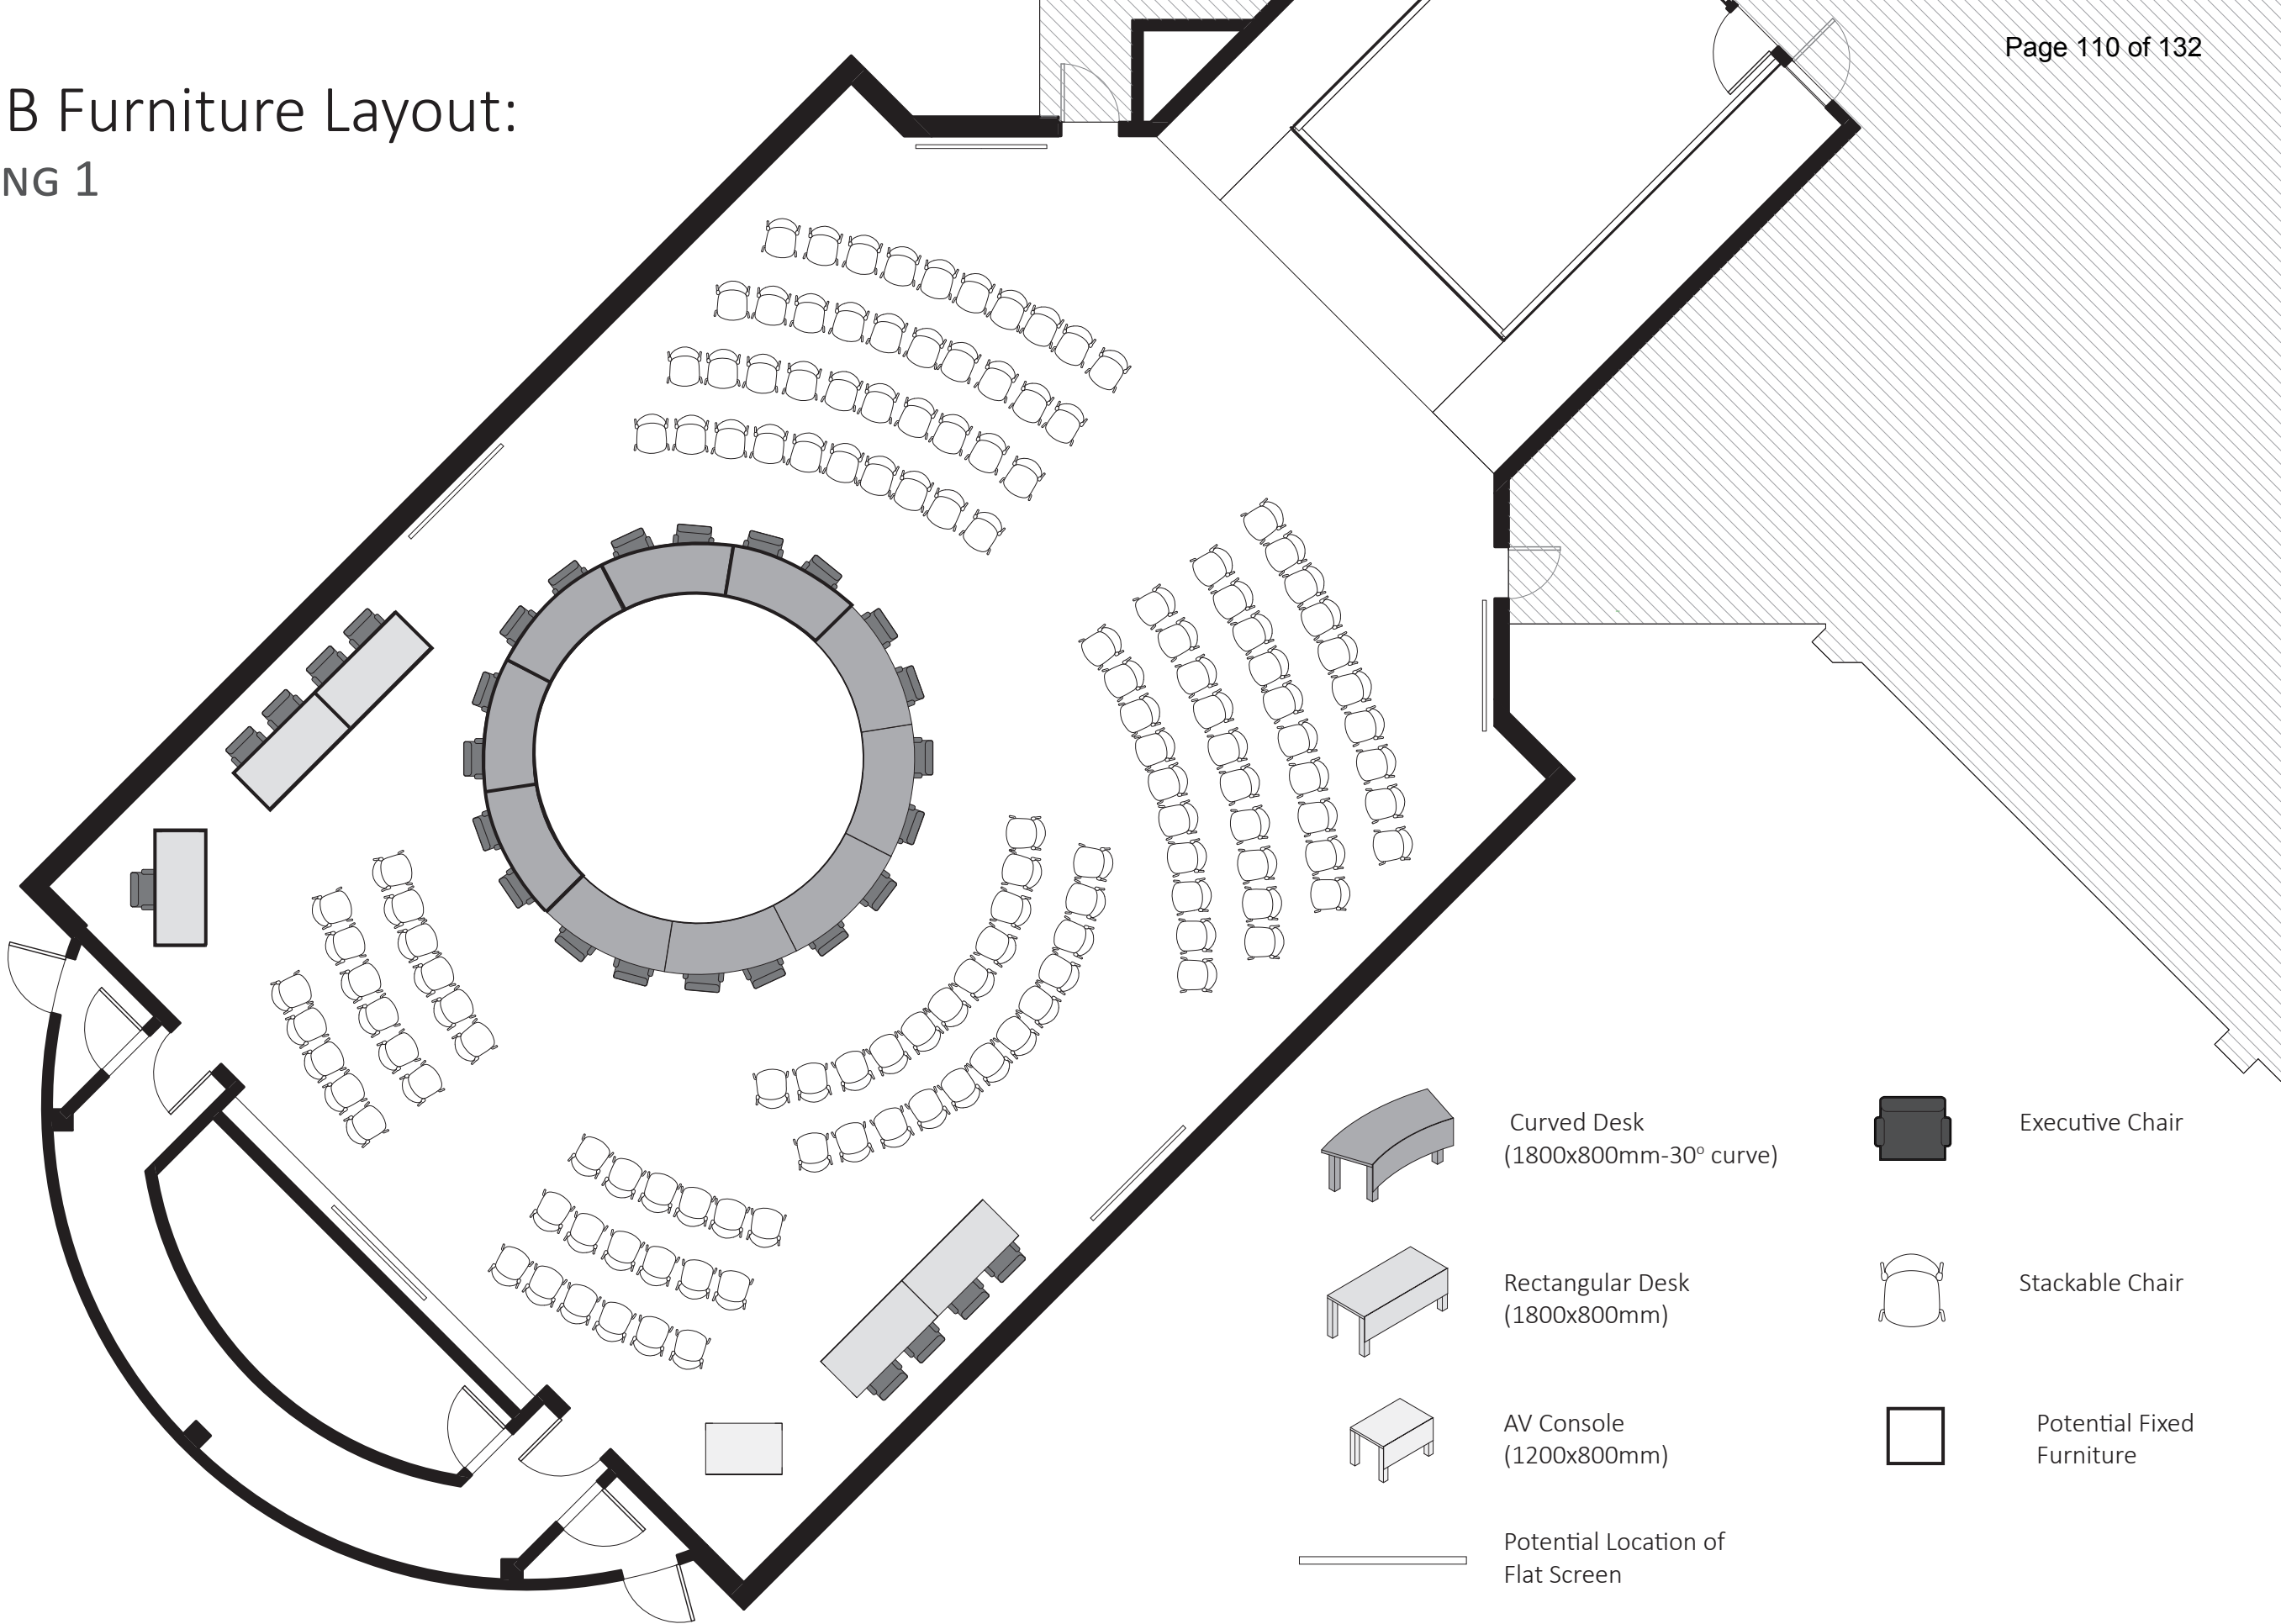 Page 110 of 132
B Furniture Layout:
NG 1
Curved Desk
(1800x800mm-30° curve)
Executive Chair
Rectangular Desk
(1800x800mm)
Stackable Chair
AV Console
(1200x800mm)
Potential Fixed
Furniture
Potential Location of
Flat Screen